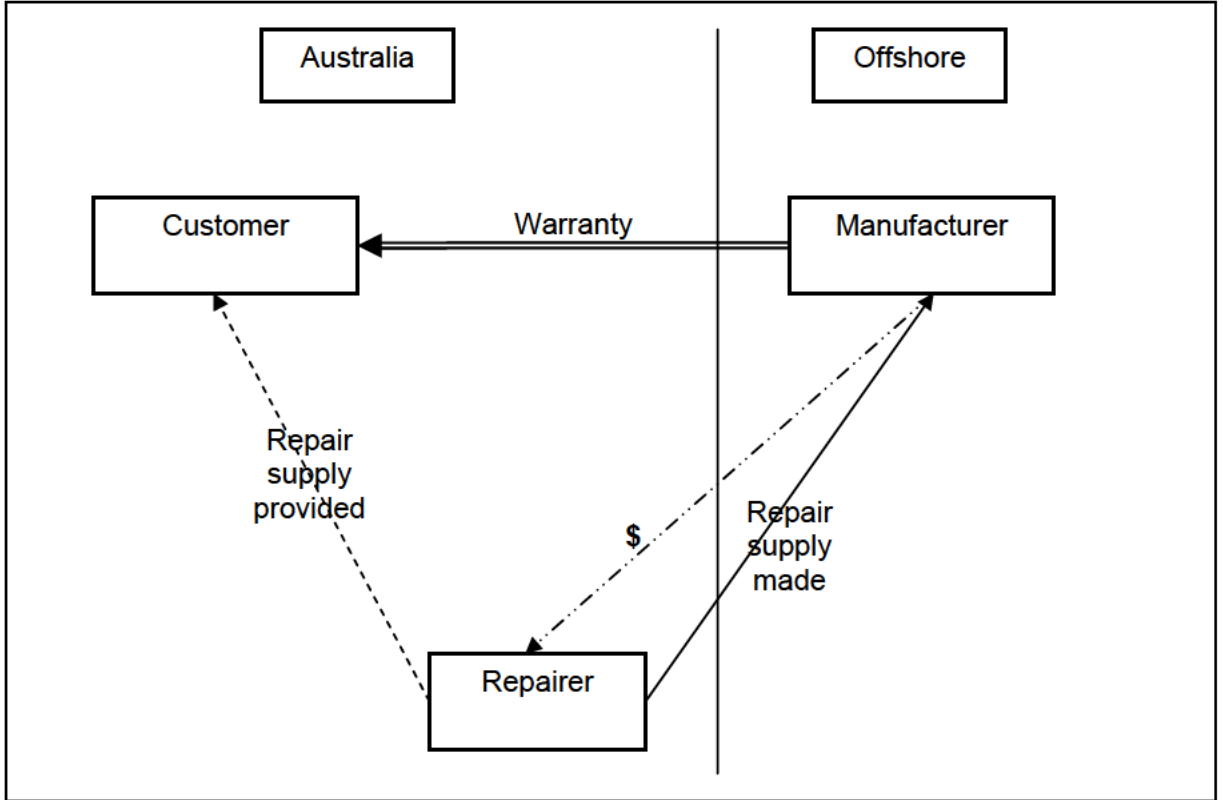 Australia
Offshore
Customer
Warranty
Manufacturer
Repair
supply
provided
$
Repair
supply
made
Repairer